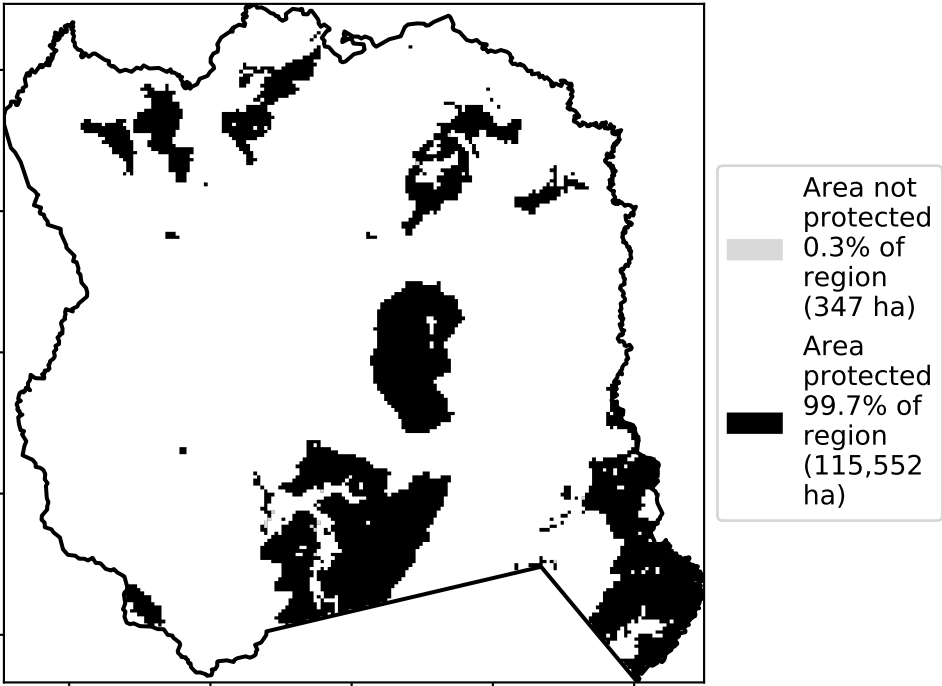 Area not
protected
0.3% of
region
(347 ha)
Area
protected
99.7% of
region
(115,552
ha)